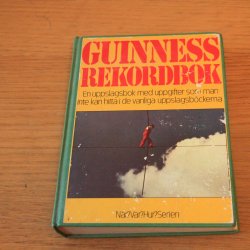 GUINNESS
REKORDBOK
En uppslagsbok med uppgifter som man
inte kan hitta i de vanliga uppslagsböckerna
När?Var?Hur?Serien